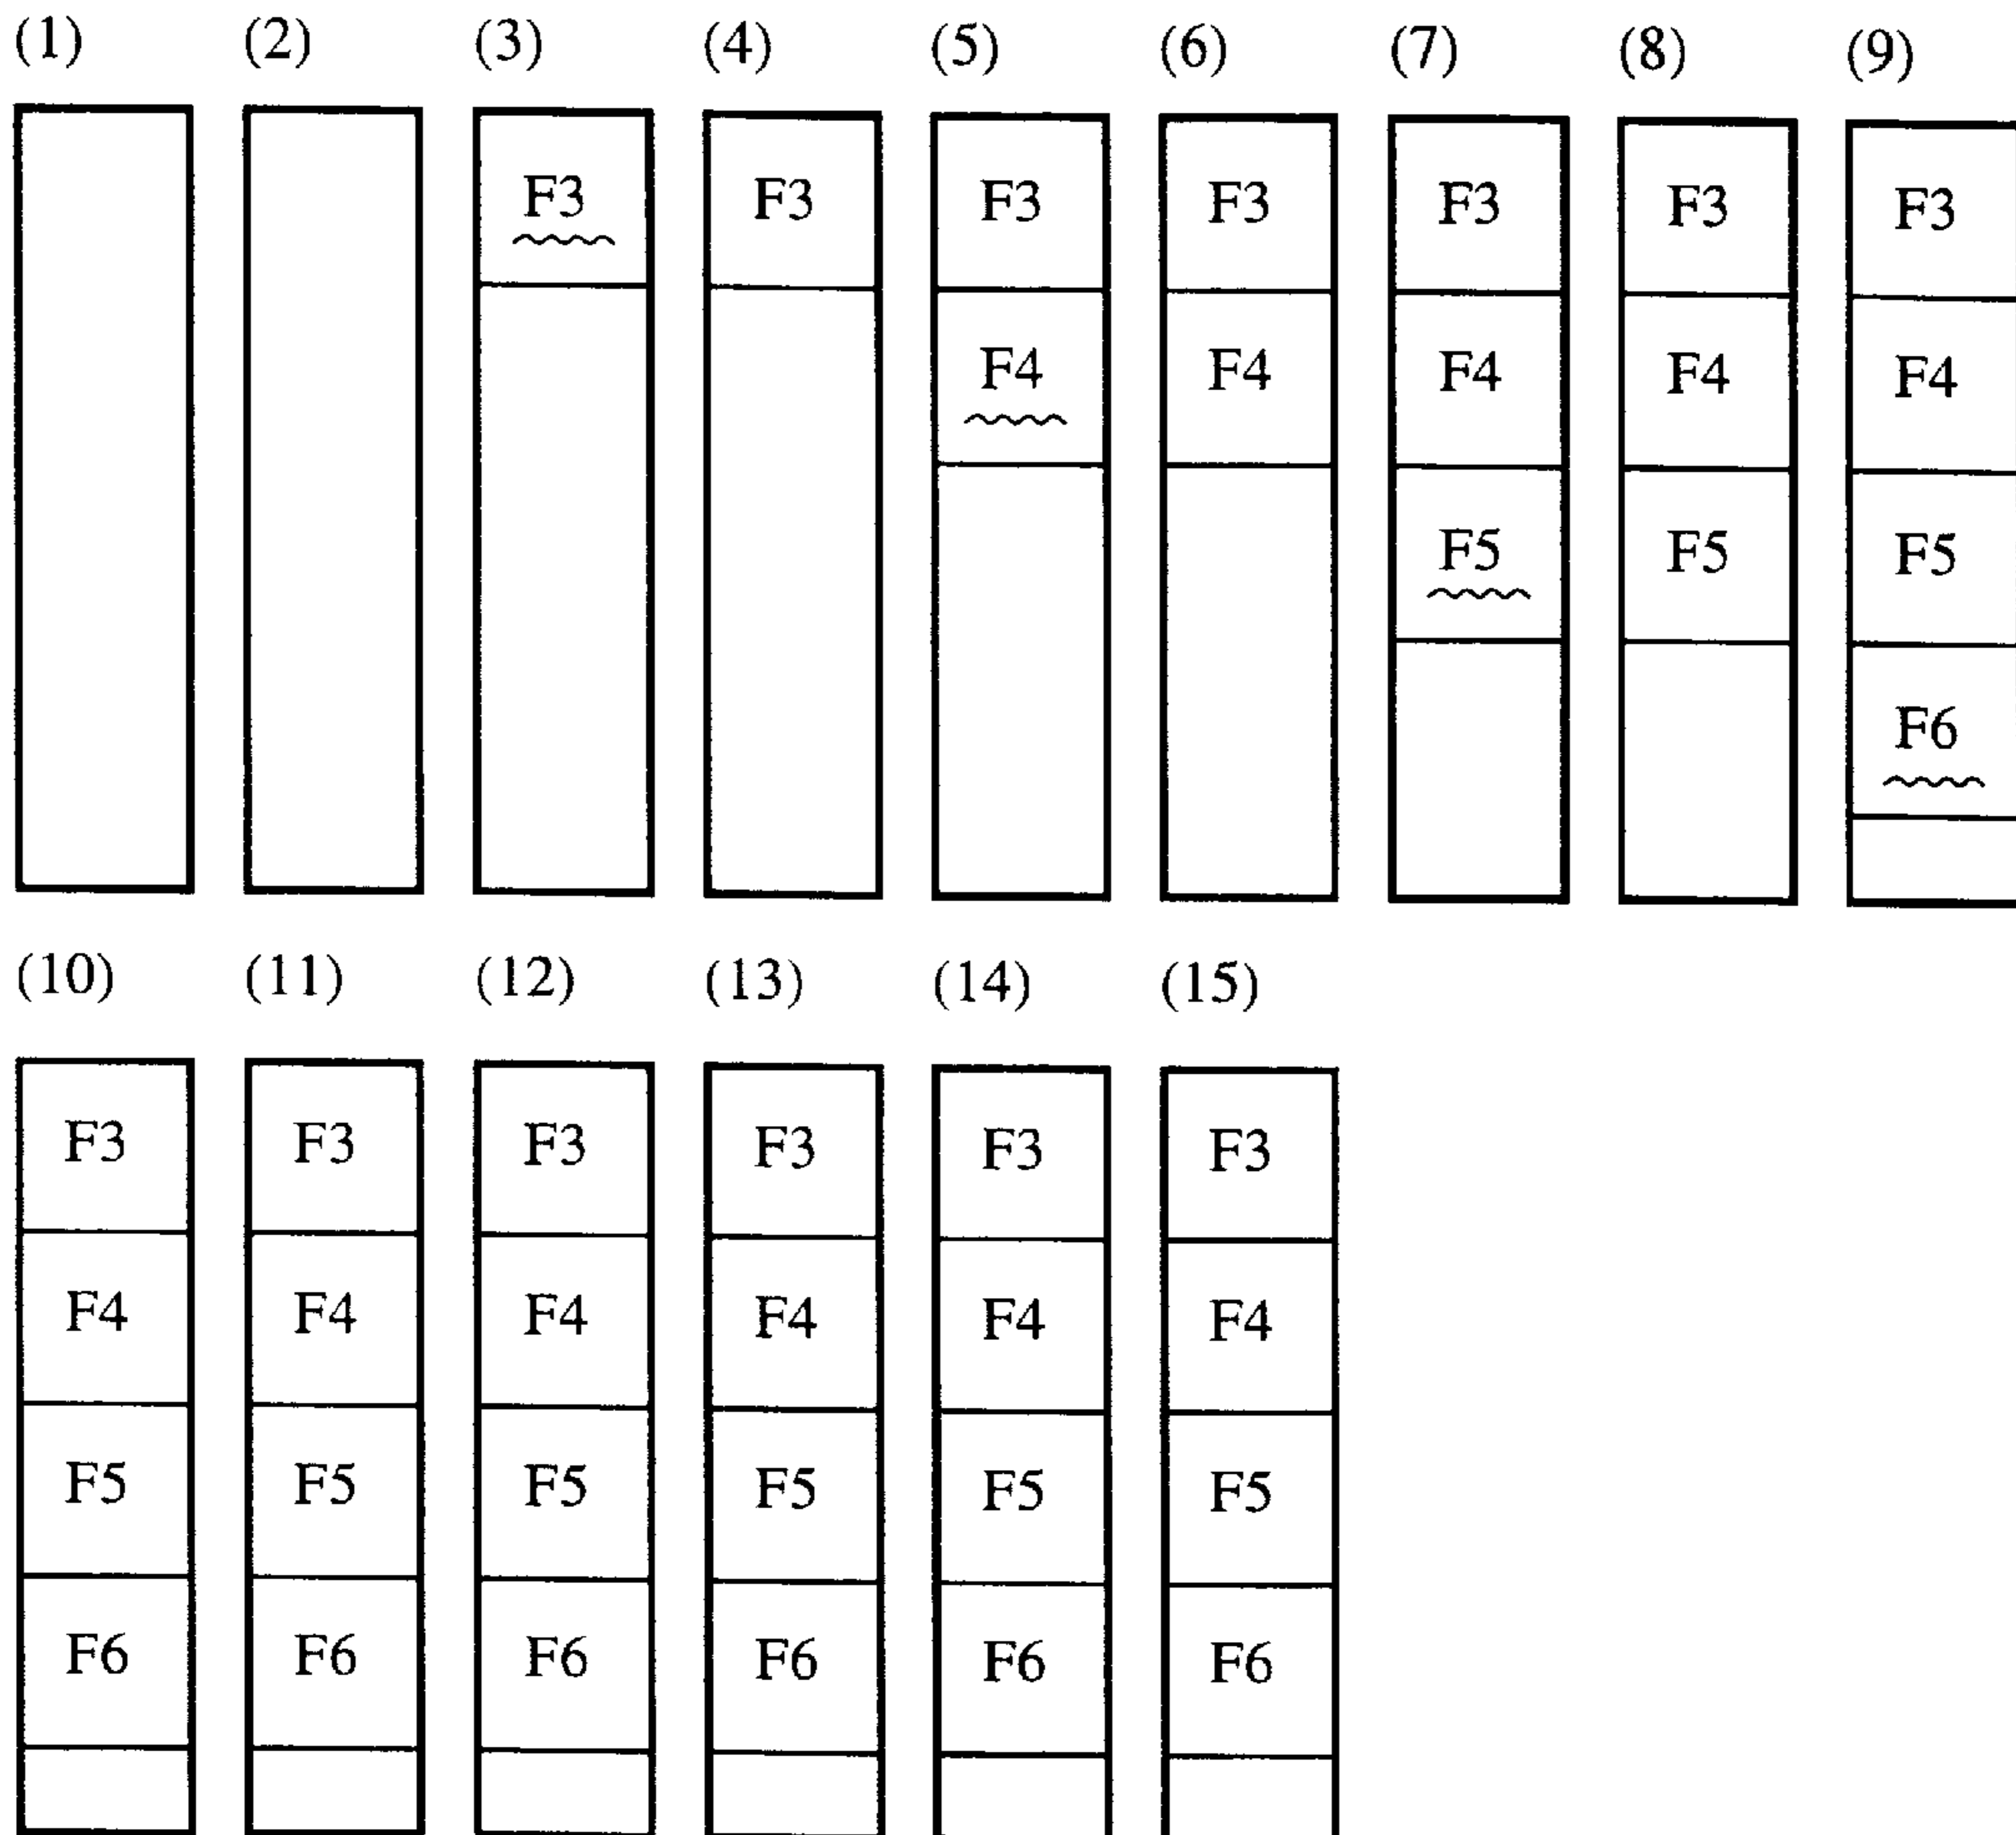 (1) (2) (3) (4) (5) (6) (7) (8) (9)
F3 F3 F3 F3 F3 F3 F3
F4 F4 F4 F4 F4
F5 F5 F5
F6
(10) (11) (12) (13) (14) (15)
F3 F3 F3 F3 F3 F3
F4 F4 F4 F4 F4 F4
F5 F5 F5 F5 F5 F5
F6 F6 F6 F6 F6 F6